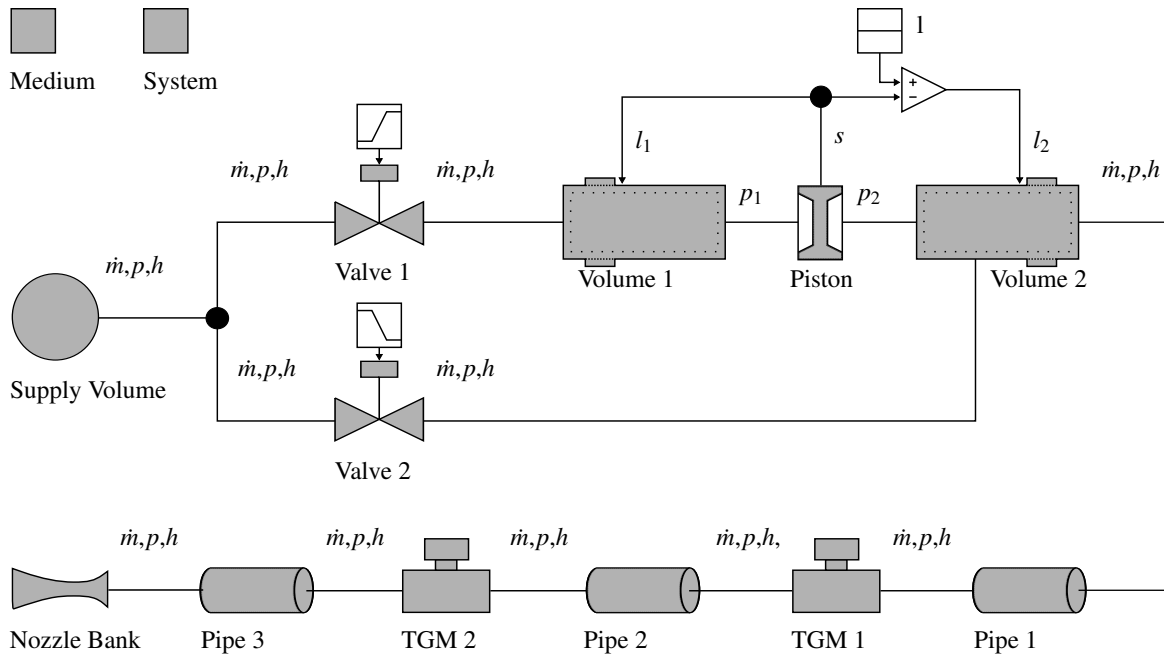 1
Medium
System
+
−
l₁
s
l₂
ṁ,p,h
ṁ,p,h
ṁ,p,h
p₁
p₂
Valve 1
Volume 1
Piston
Volume 2
ṁ,p,h
ṁ,p,h
ṁ,p,h
Supply Volume
Valve 2
ṁ,p,h
ṁ,p,h
ṁ,p,h
ṁ,p,h,
ṁ,p,h
Nozzle Bank
Pipe 3
TGM 2
Pipe 2
TGM 1
Pipe 1